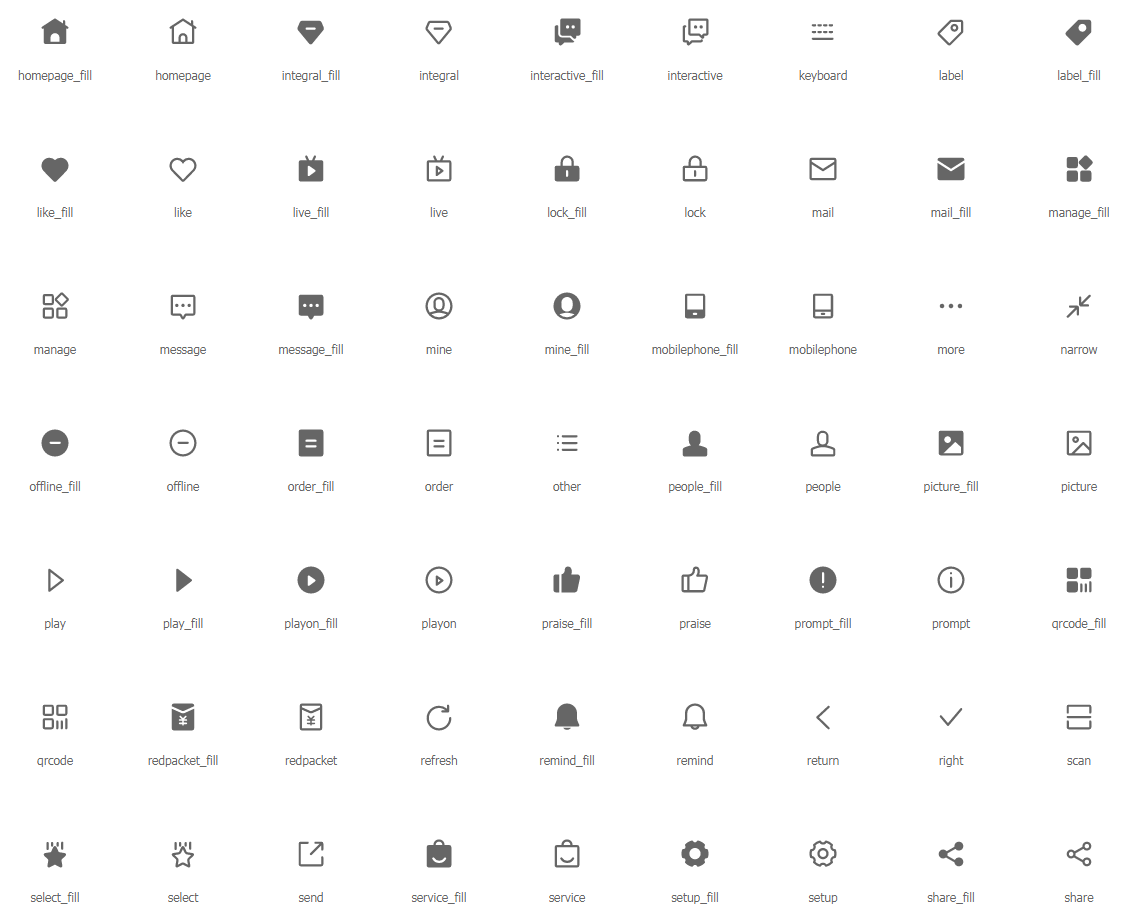 homepage_fill homepage integral_fill integral interactive_fill interactive keyboard label label_fill
like_fill like live_fill live lock_fill lock mail mail_fill manage_fill
manage message message_fill mine mine_fill mobilephone_fill mobilephone more narrow
offline_fill offline order_fill order other people_fill people picture_fill picture
play play_fill playon_fill playon praise_fill praise prompt_fill prompt qrcode_fill
qrcode redpacket_fill redpacket refresh remind_fill remind return right scan
select_fill select send service_fill service setup_fill setup share_fill share